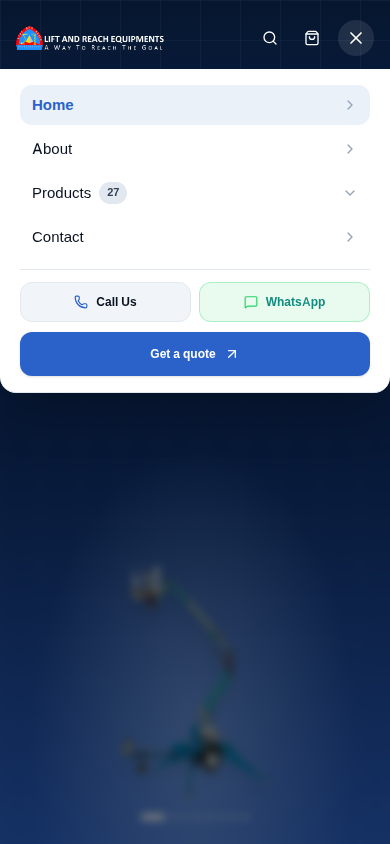 LIFT AND REACH EQUIPMENTS
A Way To Reach The Goal
Home
About
Products 27
Contact
Call Us
WhatsApp
Get a quote